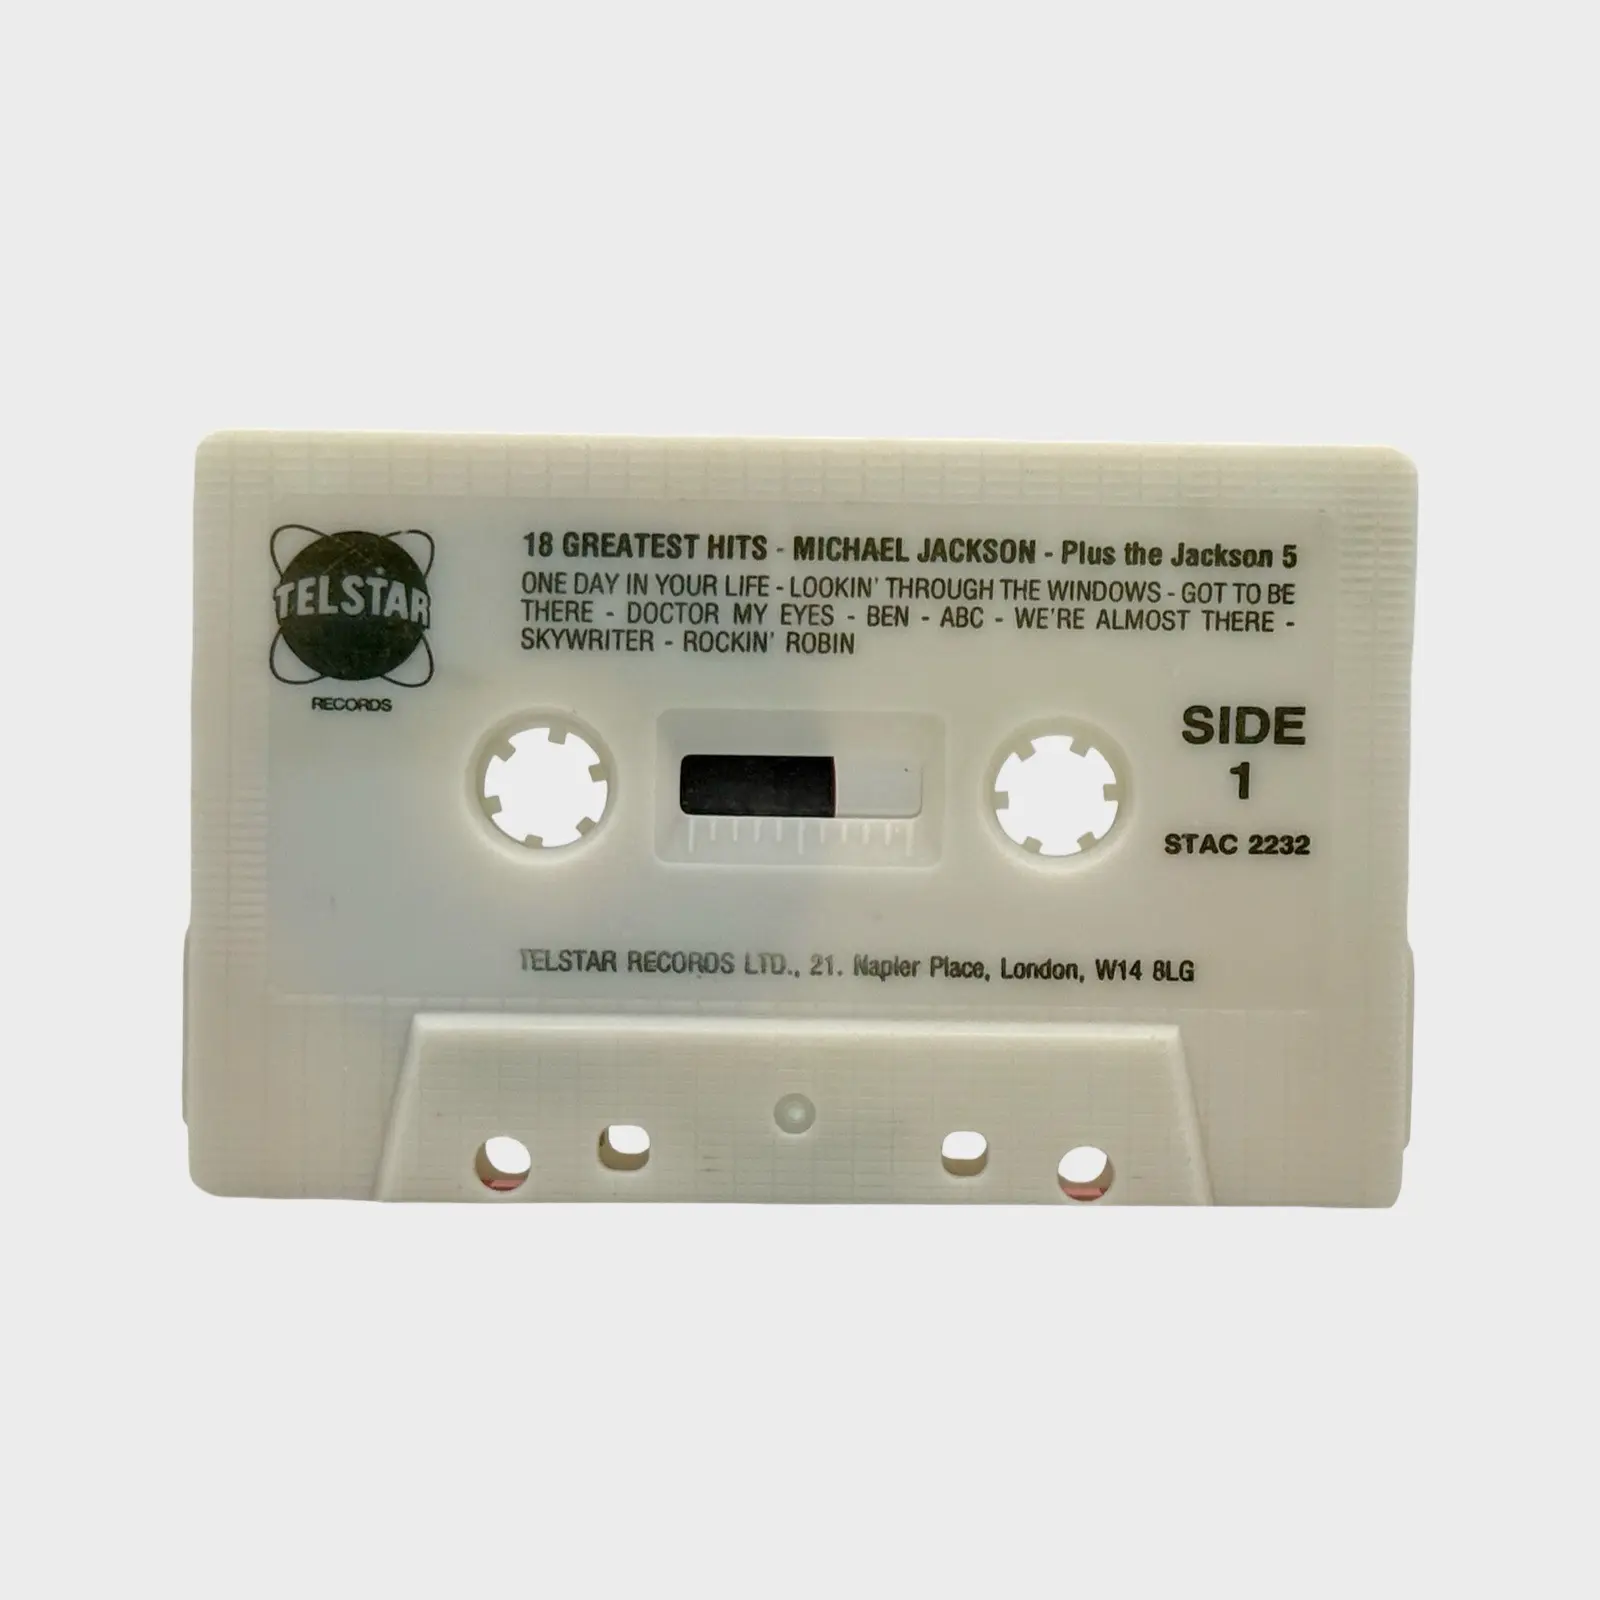 TELSTAR
RECORDS
18 GREATEST HITS - MICHAEL JACKSON - Plus the Jackson 5
ONE DAY IN YOUR LIFE - LOOKIN' THROUGH THE WINDOWS - GOT TO BE
THERE - DOCTOR MY EYES - BEN - ABC - WE'RE ALMOST THERE -
SKYWRITER - ROCKIN' ROBIN
SIDE
1
STAC 2232
TELSTAR RECORDS LTD., 21. Napier Place, London, W14 8LG